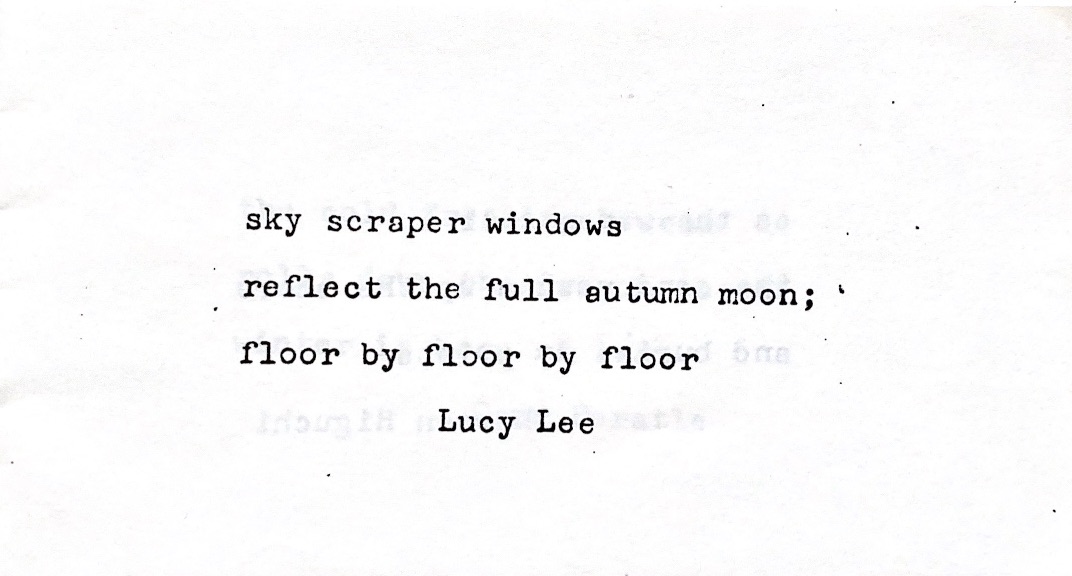 sky scraper windows
reflect the full autumn moon;
floor by floor by floor
Lucy Lee